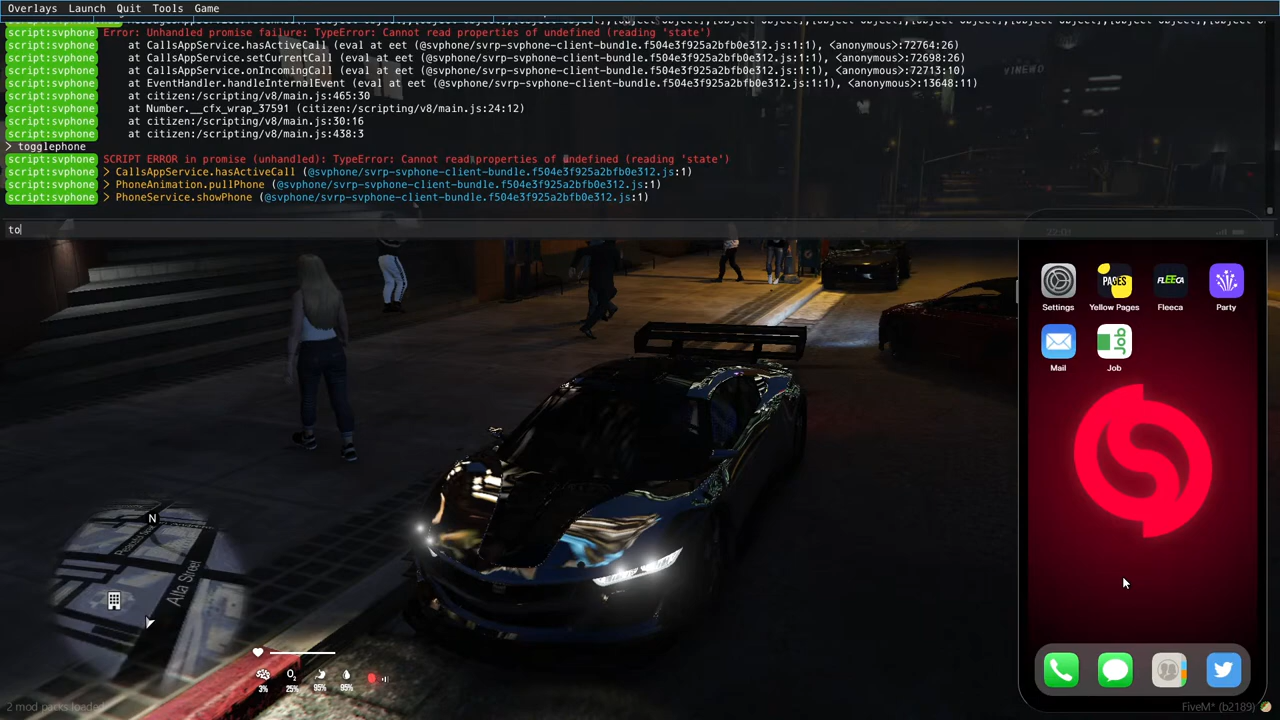 Overlays Launch Quit Tools Game
script:svphone Error: Unhandled promise failure: TypeError: Cannot read properties of undefined (reading 'state')
script:svphone at CallsAppService.hasActiveCall (eval at eet (@svphone/svrp-svphone-client-bundle.f504e3f925a2bfb0e312.js:1:1), <anonymous>:72764:26)
script:svphone at CallsAppService.setCurrentCall (eval at eet (@svphone/svrp-svphone-client-bundle.f504e3f925a2bfb0e312.js:1:1), <anonymous>:72698:26)
script:svphone at CallsAppService.onIncomingCall (eval at eet (@svphone/svrp-svphone-client-bundle.f504e3f925a2bfb0e312.js:1:1), <anonymous>:72713:10)
script:svphone at EventHandler.handleInternalEvent (eval at eet (@svphone/svrp-svphone-client-bundle.f504e3f925a2bfb0e312.js:1:1), <anonymous>:13648:11)
script:svphone at citizen:/scripting/v8/main.js:465:30
script:svphone at Number.__cfx_wrap_37591 (citizen:/scripting/v8/main.js:24:12)
script:svphone at citizen:/scripting/v8/main.js:30:16
script:svphone at citizen:/scripting/v8/main.js:438:3
> togglephone
script:svphone SCRIPT ERROR in promise (unhandled): TypeError: Cannot read properties of undefined (reading 'state')
script:svphone > CallsAppService.hasActiveCall (@svphone/svrp-svphone-client-bundle.f504e3f925a2bfb0e312.js:1)
script:svphone > PhoneAnimation.pullPhone (@svphone/svrp-svphone-client-bundle.f504e3f925a2bfb0e312.js:1)
script:svphone > PhoneService.showPhone (@svphone/svrp-svphone-client-bundle.f504e3f925a2bfb0e312.js:1)
to
PAGES FLEECA
Settings Yellow Pages Fleeca Party
Job
Mail Job
N
Alta Street
O2
3% 25% 95% 95%
2 mod packs loaded
FiveM* (b2189)